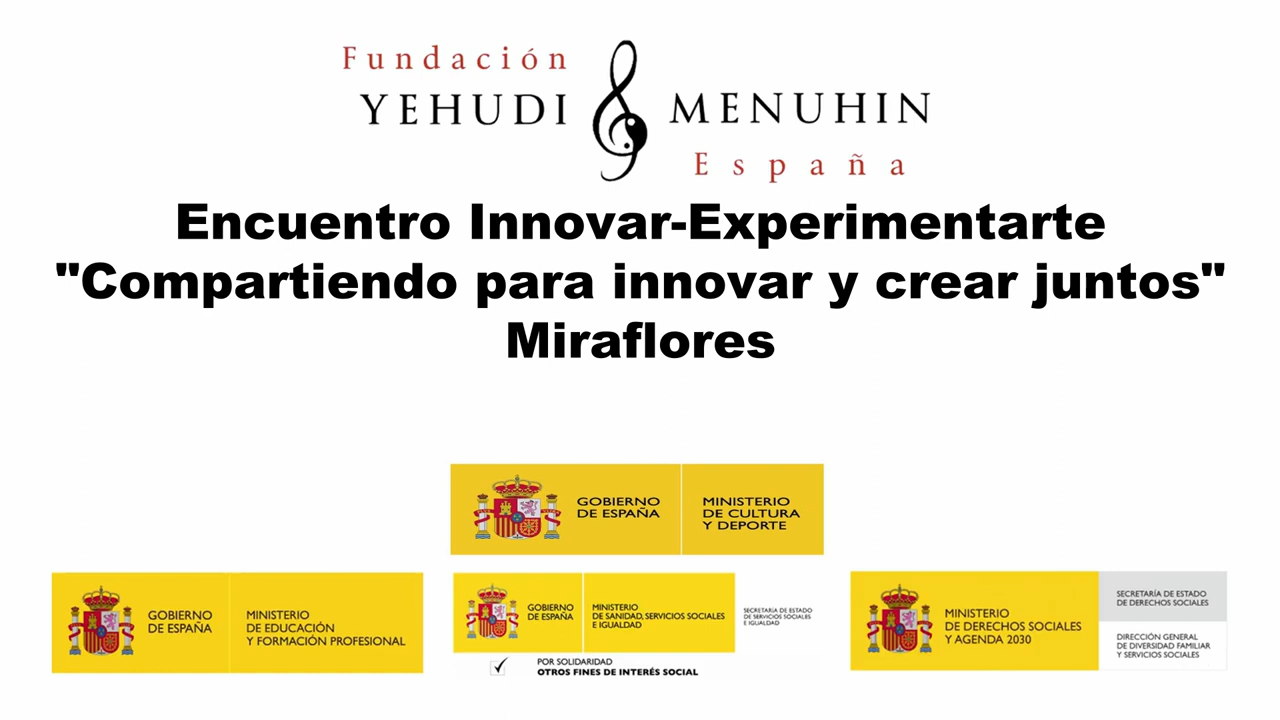 Fundación
YEHUDI MENUHIN
España
Encuentro Innovar-Experimentarte
"Compartiendo para innovar y crear juntos"
Miraflores
GOBIERNO
DE ESPAÑA
MINISTERIO
DE CULTURA
Y DEPORTE
GOBIERNO
DE ESPAÑA
MINISTERIO
DE EDUCACIÓN
Y FORMACIÓN PROFESIONAL
GOBIERNO
DE ESPAÑA
MINISTERIO
DE SANIDAD, SERVICIOS SOCIALES
E IGUALDAD
SECRETARÍA DE ESTADO
DE SERVICIOS SOCIALES
E IGUALDAD
POR SOLIDARIDAD
OTROS FINES DE INTERÉS SOCIAL
MINISTERIO
DE DERECHOS SOCIALES
Y AGENDA 2030
SECRETARÍA DE ESTADO
DE DERECHOS SOCIALES
DIRECCIÓN GENERAL
DE DIVERSIDAD FAMILIAR
Y SERVICIOS SOCIALES